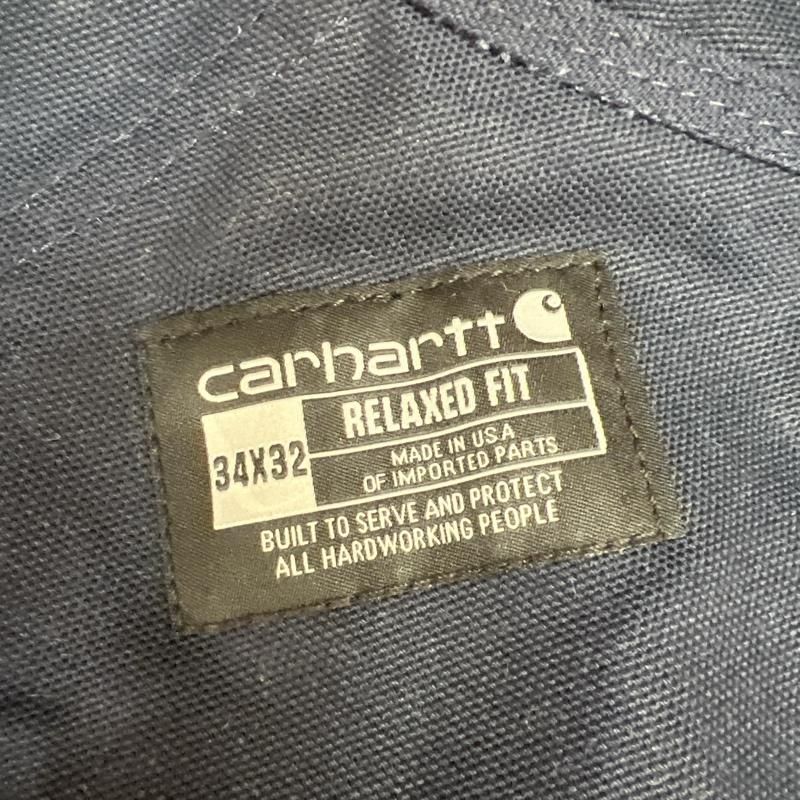 carhartt
RELAXED FIT
34X32
MADE IN U.S.A
OF IMPORTED PARTS
BUILT TO SERVE AND PROTECT
ALL HARDWORKING PEOPLE